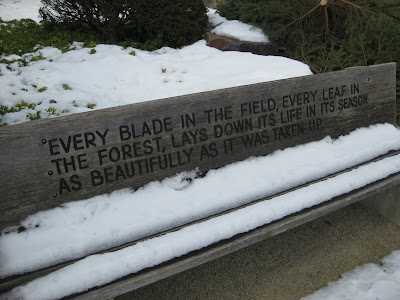 EVERY BLADE IN THE FIELD, EVERY LEAF IN
THE FOREST, LAYS DOWN ITS LIFE IN ITS SEASON
AS BEAUTIFULLY AS IT WAS TAKEN UP.